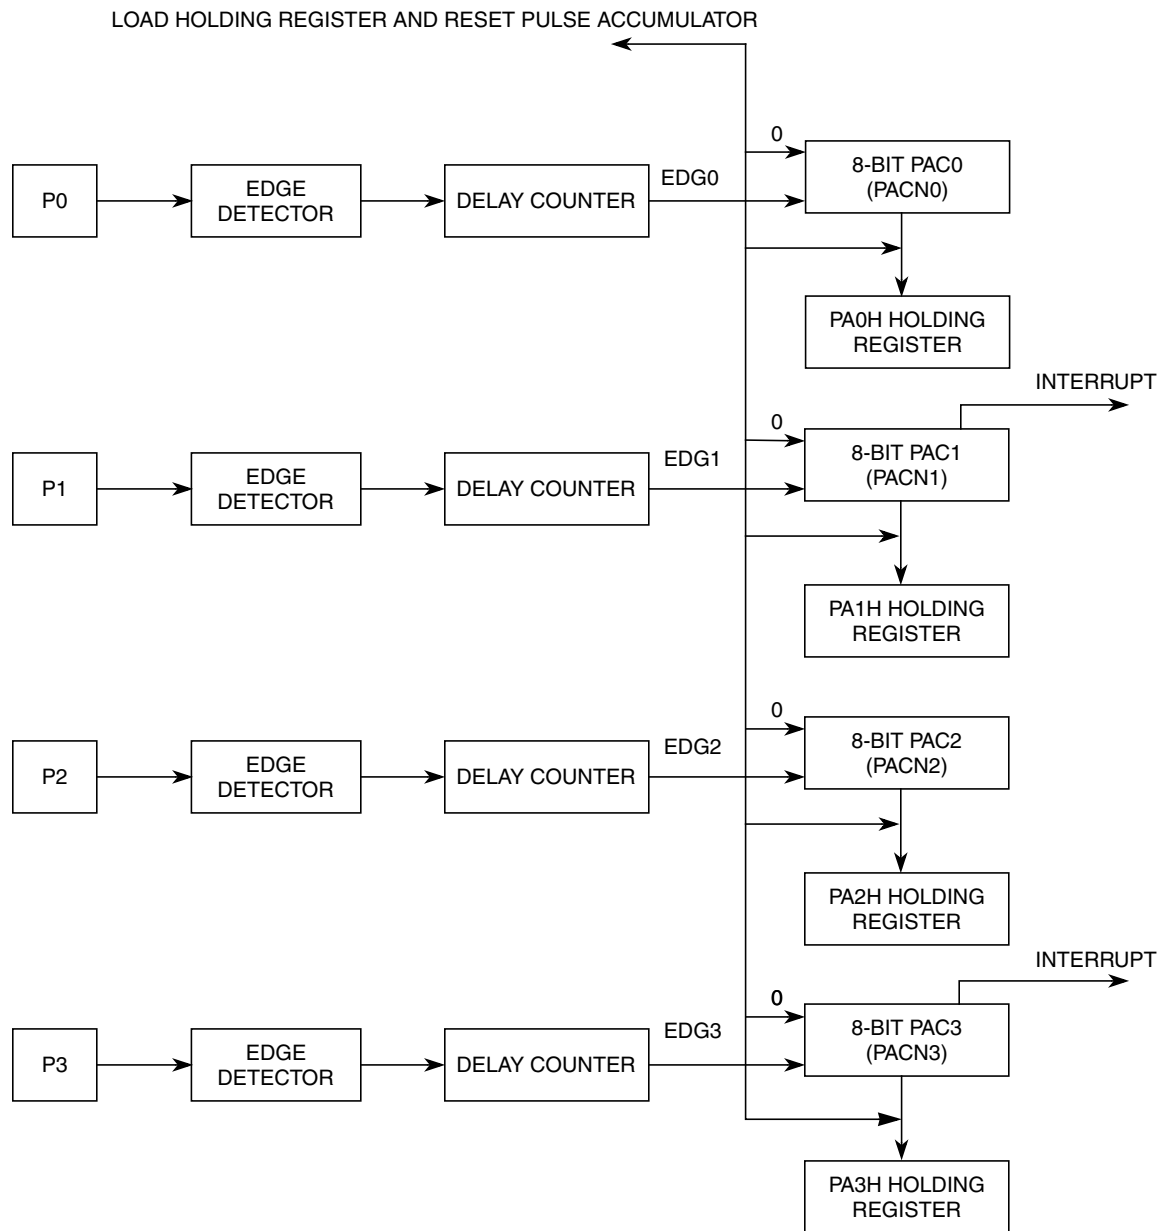 LOAD HOLDING REGISTER AND RESET PULSE ACCUMULATOR
0
P0
EDGE
DETECTOR
DELAY COUNTER
EDG0
8-BIT PAC0
(PACN0)
PA0H HOLDING
REGISTER
INTERRUPT
0
P1
EDGE
DETECTOR
DELAY COUNTER
EDG1
8-BIT PAC1
(PACN1)
PA1H HOLDING
REGISTER
0
P2
EDGE
DETECTOR
DELAY COUNTER
EDG2
8-BIT PAC2
(PACN2)
PA2H HOLDING
REGISTER
INTERRUPT
0
P3
EDGE
DETECTOR
DELAY COUNTER
EDG3
8-BIT PAC3
(PACN3)
PA3H HOLDING
REGISTER